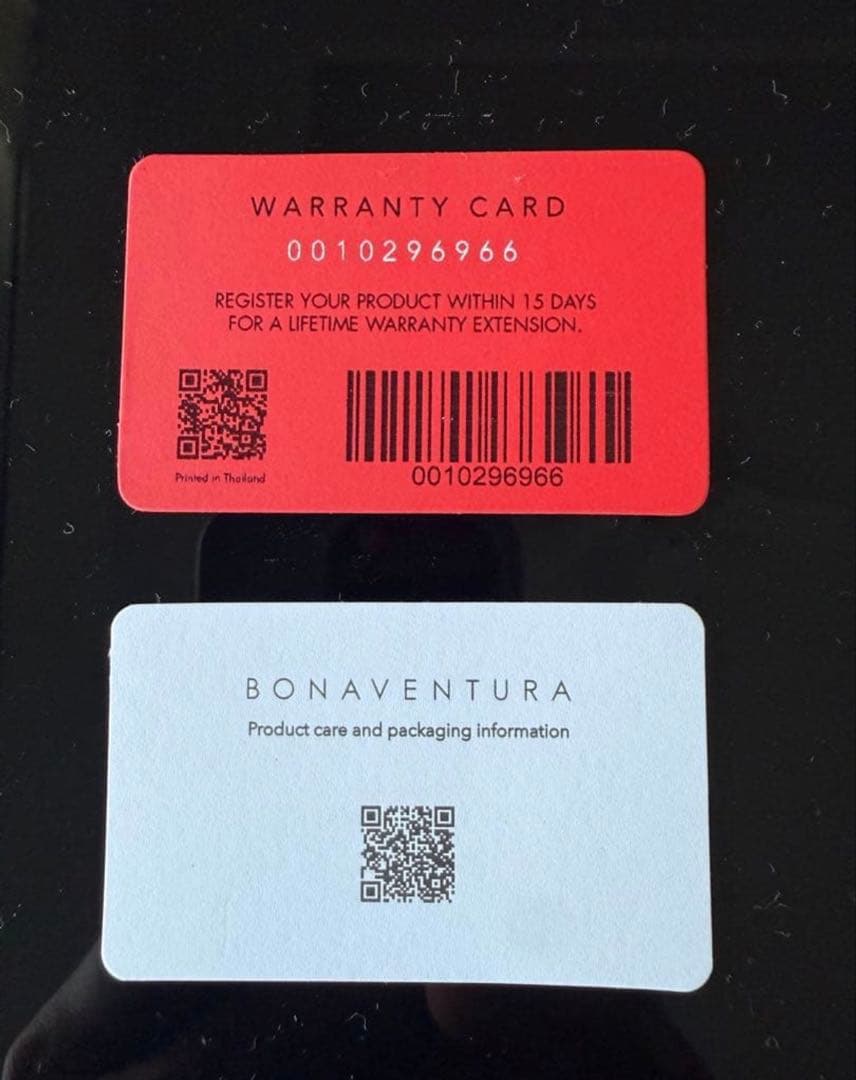 WARRANTY CARD
0010296966
REGISTER YOUR PRODUCT WITHIN 15 DAYS
FOR A LIFETIME WARRANTY EXTENSION.
Printed in Thailand
0010296966
BONAVENTURA
Product care and packaging information